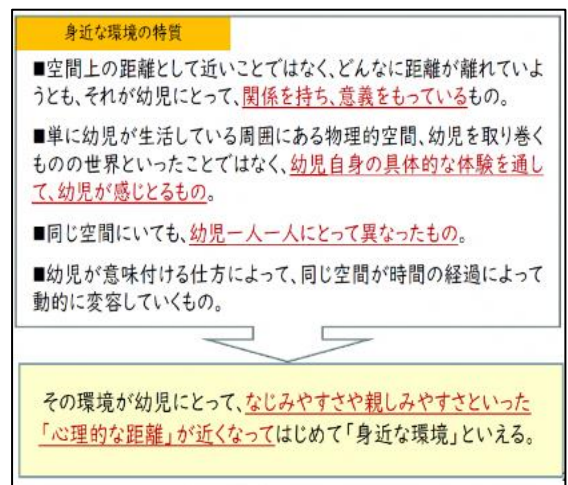 身近な環境の特質
■空間上の距離として近いことではなく、どんなに距離が離れていよ
うとも、それが幼児にとって、関係を持ち、意義をもっているもの。
■単に幼児が生活している周囲にある物理的空間、幼児を取り巻く
ものの世界といったことではなく、幼児自身の具体的な体験を通し
て、幼児が感じとるもの。
■同じ空間にいても、幼児一人一人にとって異なったもの。
■幼児が意味付ける仕方によって、同じ空間が時間の経過によって
動的に変容していくもの。
その環境が幼児にとって、なじみやすさや親しみやすさといった
「心理的な距離」が近くなってはじめて「身近な環境」といえる。